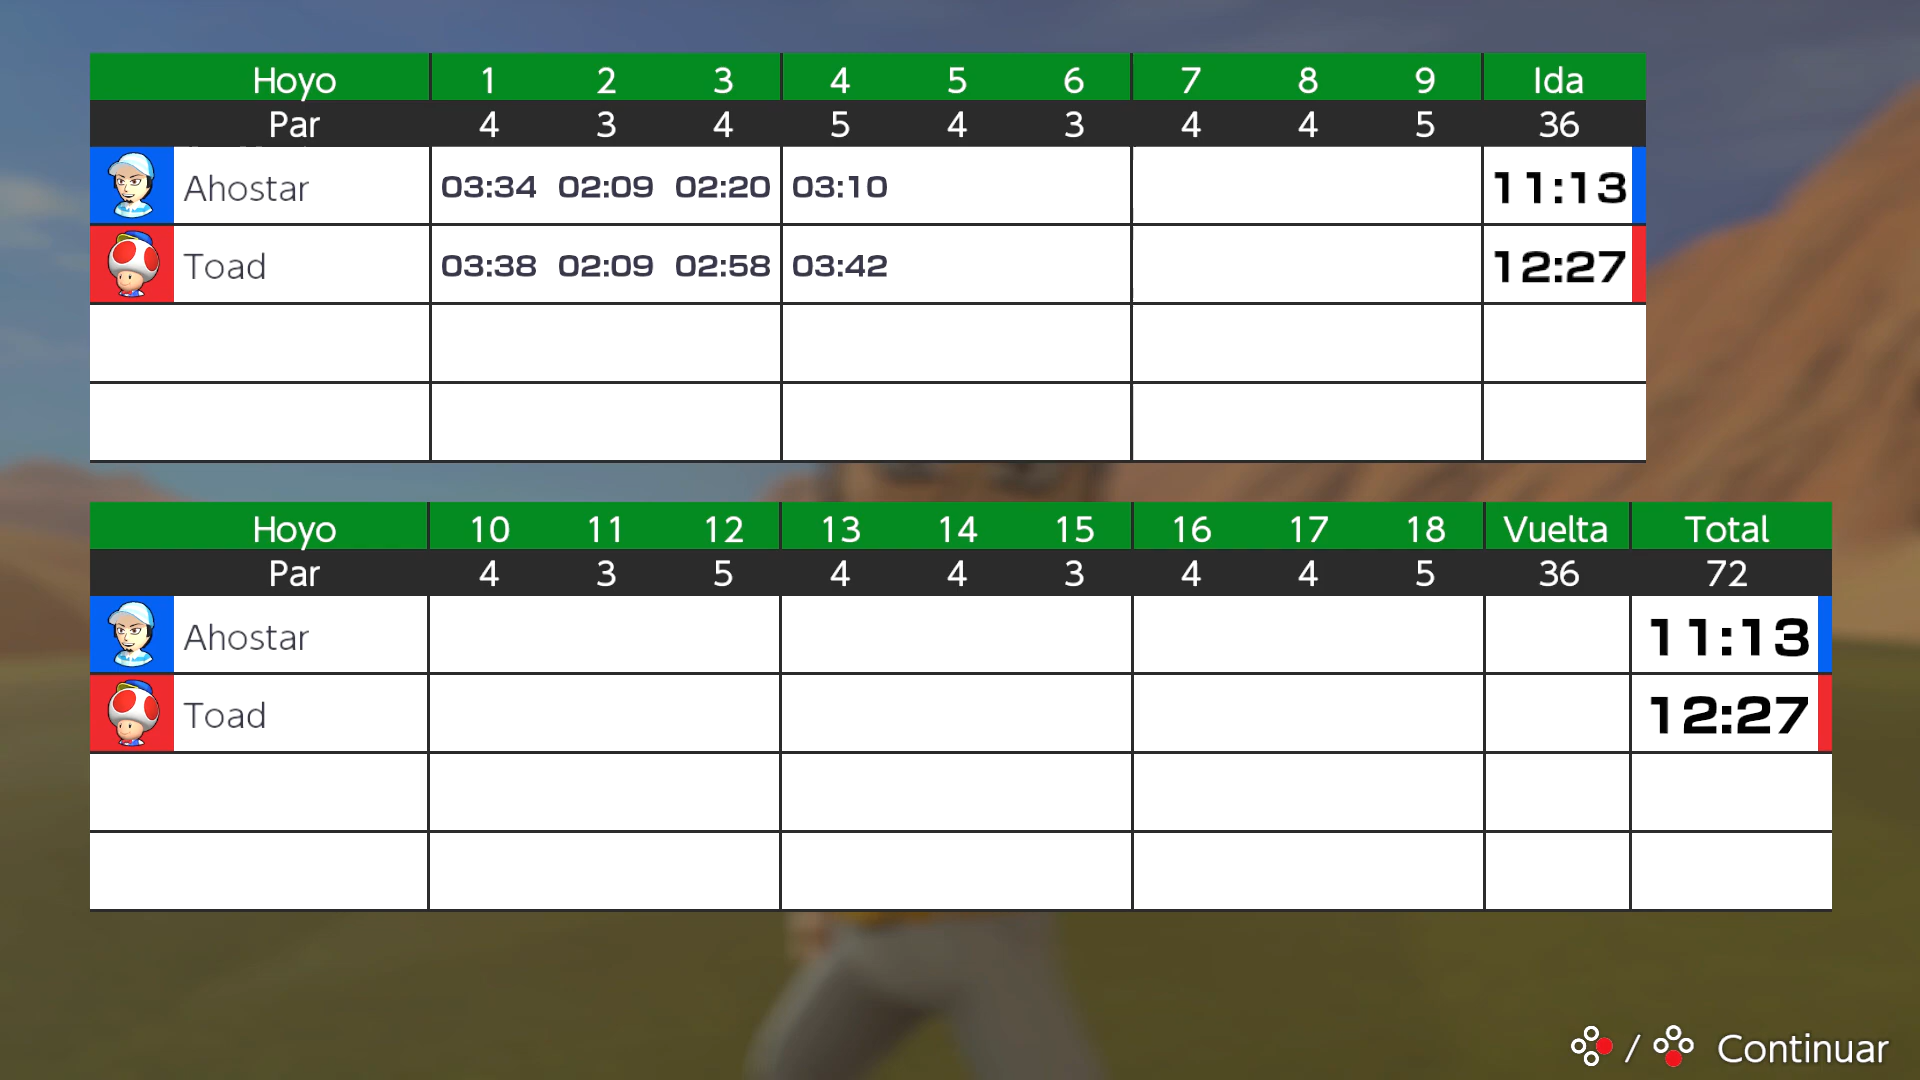 Hoyo 1 2 3 4 5 6 7 8 9 Ida
Par 4 3 4 5 4 3 4 4 5 36
Ahostar 03:34 02:09 02:20 03:10 11:13
Toad 03:38 02:09 02:58 03:42 12:27
Hoyo 10 11 12 13 14 15 16 17 18 Vuelta Total
Par 4 3 5 4 4 3 4 4 5 36 72
Ahostar 11:13
Toad 12:27
/ Continuar